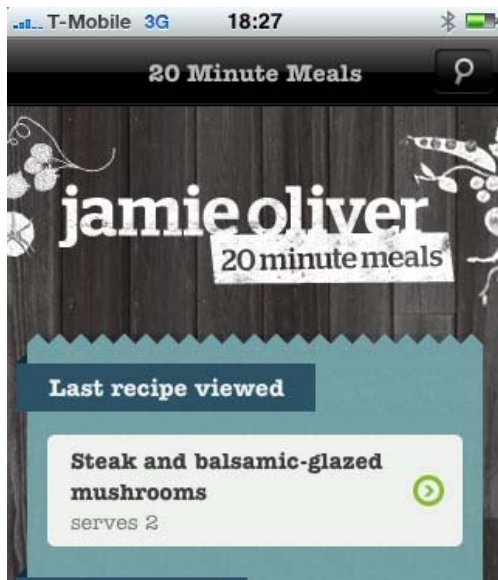 T-Mobile 3G 18:27
20 Minute Meals
jamie oliver
20 minute meals
Last recipe viewed
Steak and balsamic-glazed
mushrooms
serves 2